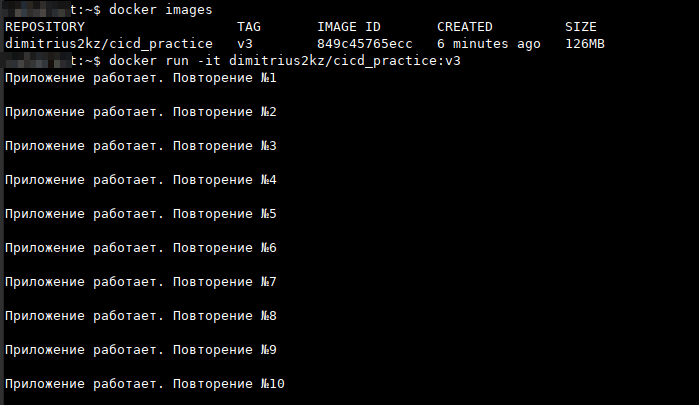 t:~$ docker images
REPOSITORY TAG IMAGE ID CREATED SIZE
dimitrius2kz/cicd_practice v3 849c45765ecc 6 minutes ago 126MB
t:~$ docker run -it dimitrius2kz/cicd_practice:v3
Приложение работает. Повторение №1
Приложение работает. Повторение №2
Приложение работает. Повторение №3
Приложение работает. Повторение №4
Приложение работает. Повторение №5
Приложение работает. Повторение №6
Приложение работает. Повторение №7
Приложение работает. Повторение №8
Приложение работает. Повторение №9
Приложение работает. Повторение №10